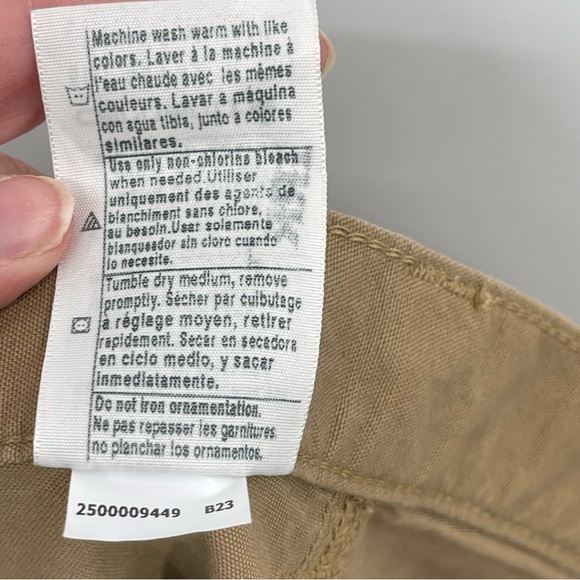 Machine wash warm with like
colors. Laver à la machine à
l'eau chaude avec les mêmes
couleurs. Lavar a máquina
con agua tibia, junto a colores
similares.
Use only non-chlorine bleach
when needed. Utiliser
uniquement des agents de
blanchiment sans chlore,
au besoin. Usar solamente
blanqueador sin cloro cuando
lo necesite.
Tumble dry medium, remove
promptly. Sécher par culbutage
à réglage moyen, retirer
rapidement. Secar en secadora
en ciclo medio, y sacar
inmediatamente.
Do not iron ornamentation.
Ne pas repasser les garnitures.
no planchar los ornamentos.
2500009449 B23